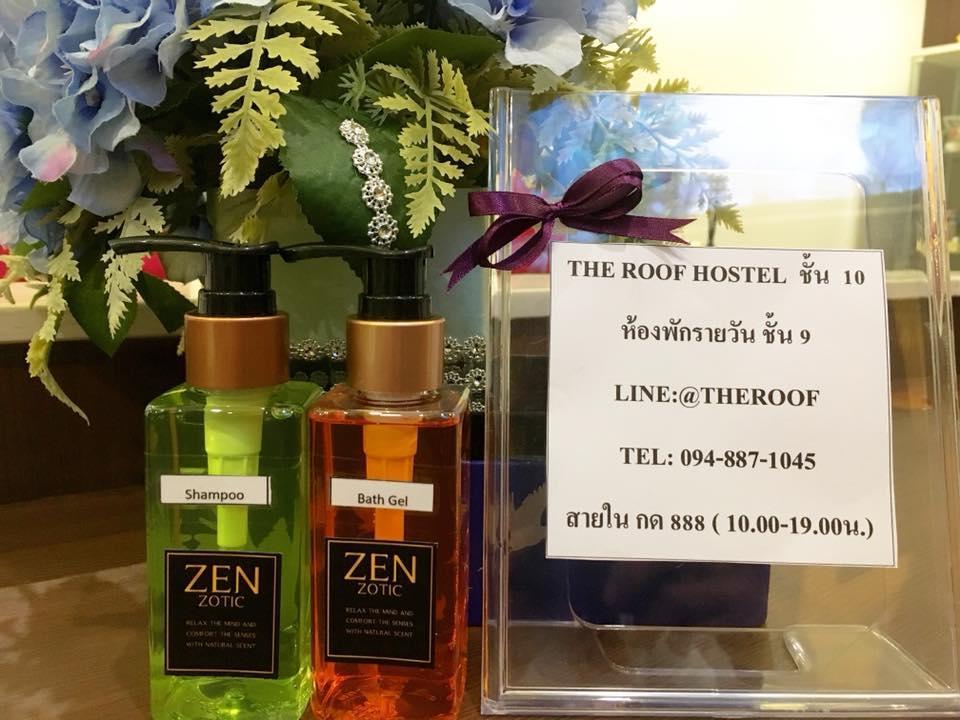 THE ROOF HOSTEL ชั้น 10
ห้องพักรายวัน ชั้น 9
LINE:@THEROOF
TEL: 094-887-1045
สายใน กด 888 ( 10.00-19.00น.)
Shampoo
ZEN
ZOTIC
RELAX THE MIND AND
COMFORT THE SENSES
WITH NATURAL SCENT
Bath Gel
ZEN
ZOTIC
RELAX THE MIND AND
COMFORT THE SENSES
WITH NATURAL SCENT